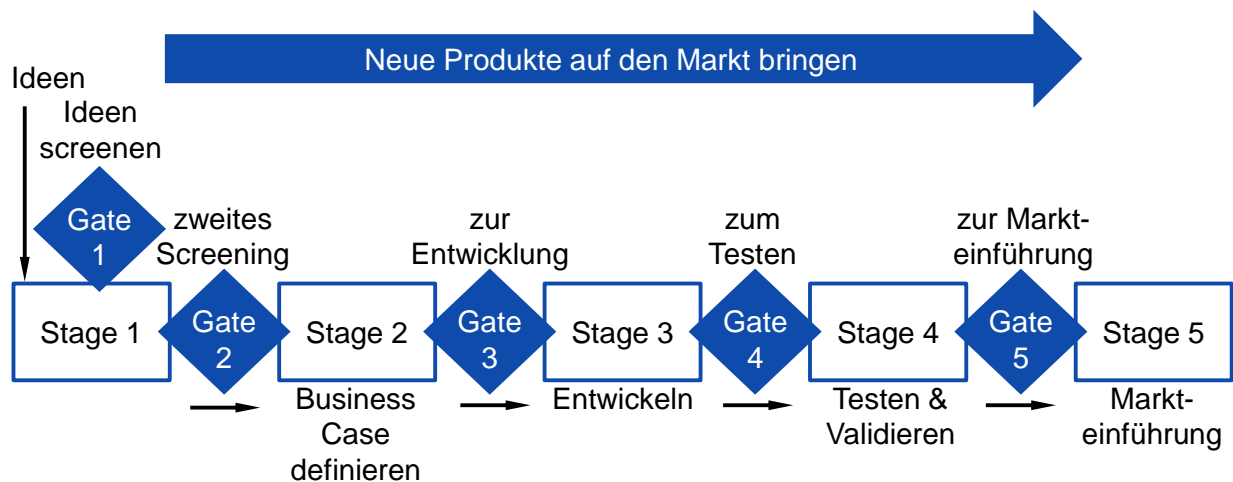 Neue Produkte auf den Markt bringen
Ideen
Ideen
screenen
Gate
1
zweites
Screening
zur
Entwicklung
zum
Testen
zur Markt-
einführung
Stage 1
Gate
2
Stage 2
Gate
3
Stage 3
Gate
4
Stage 4
Gate
5
Stage 5
Business
Case
definieren
Entwickeln
Testen &
Validieren
Markt-
einführung